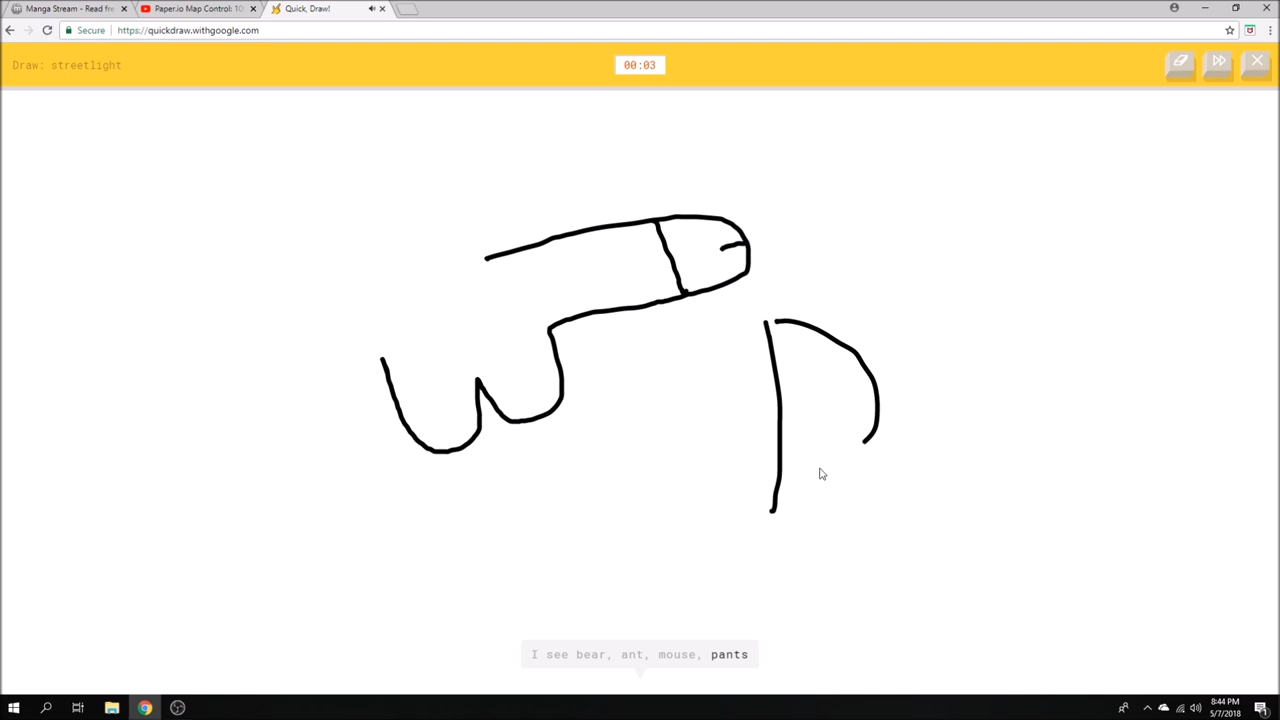 Manga Stream - Read fr
Paper.io Map Control: 10
Quick, Draw!
Secure
https://quickdraw.withgoogle.com
Draw: streetlight
00:03
I see bear, ant, mouse, pants
8:44 PM
5/7/2018